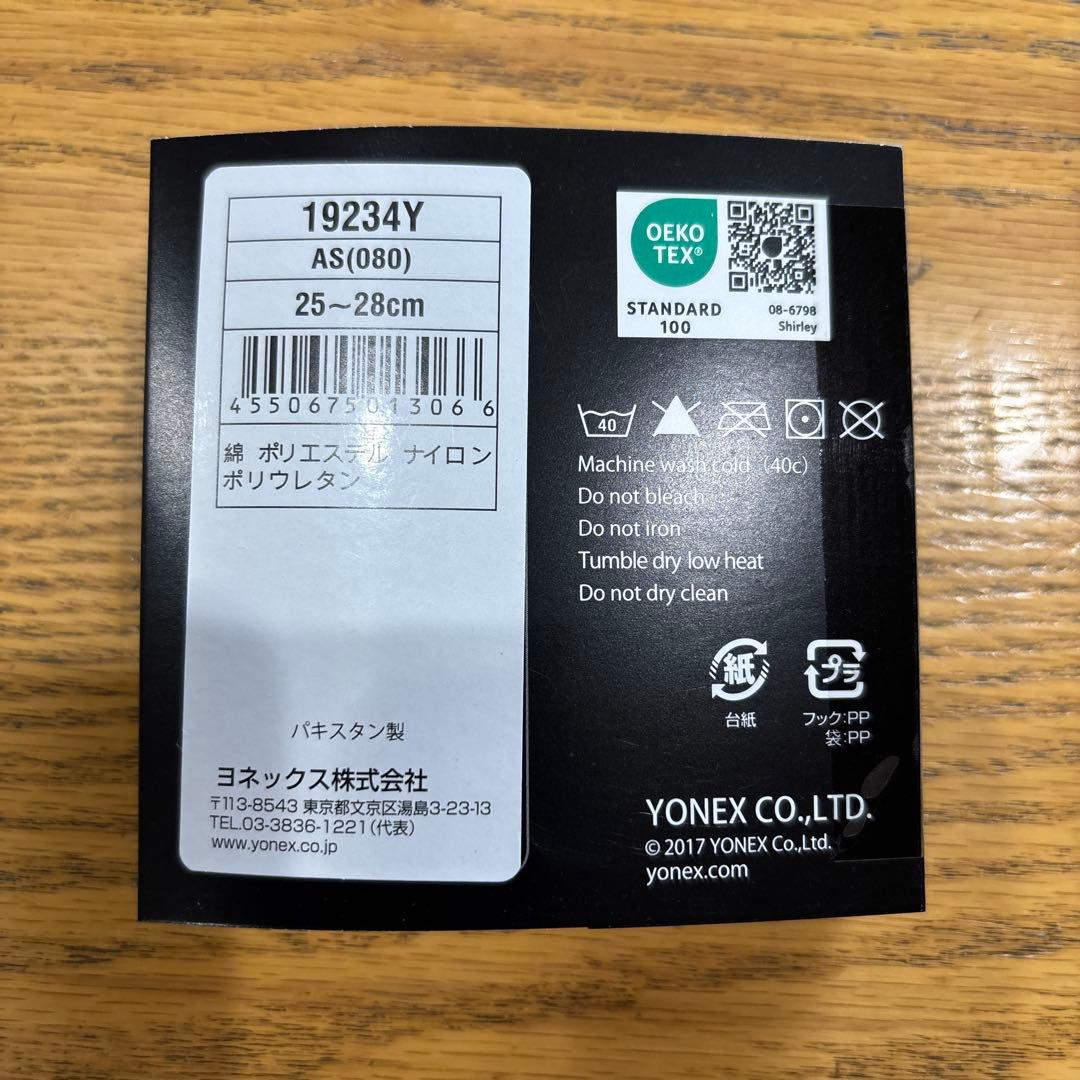 19234Y
AS(080)
25～28cm
4550675013066
綿 ポリエステル ナイロン
ポリウレタン
パキスタン製
ヨネックス株式会社
〒113-8543 東京都文京区湯島3-23-13
TEL.03-3836-1221(代表)
www.yonex.co.jp
OEKO
TEX®
STANDARD
100
08-6798
Shirley
40
Machine wash cold（40c）
Do not bleach
Do not iron
Tumble dry low heat
Do not dry clean
紙
台紙
プラ
フック:PP
袋:PP
YONEX CO.,LTD.
© 2017 YONEX Co.,Ltd.
yonex.com